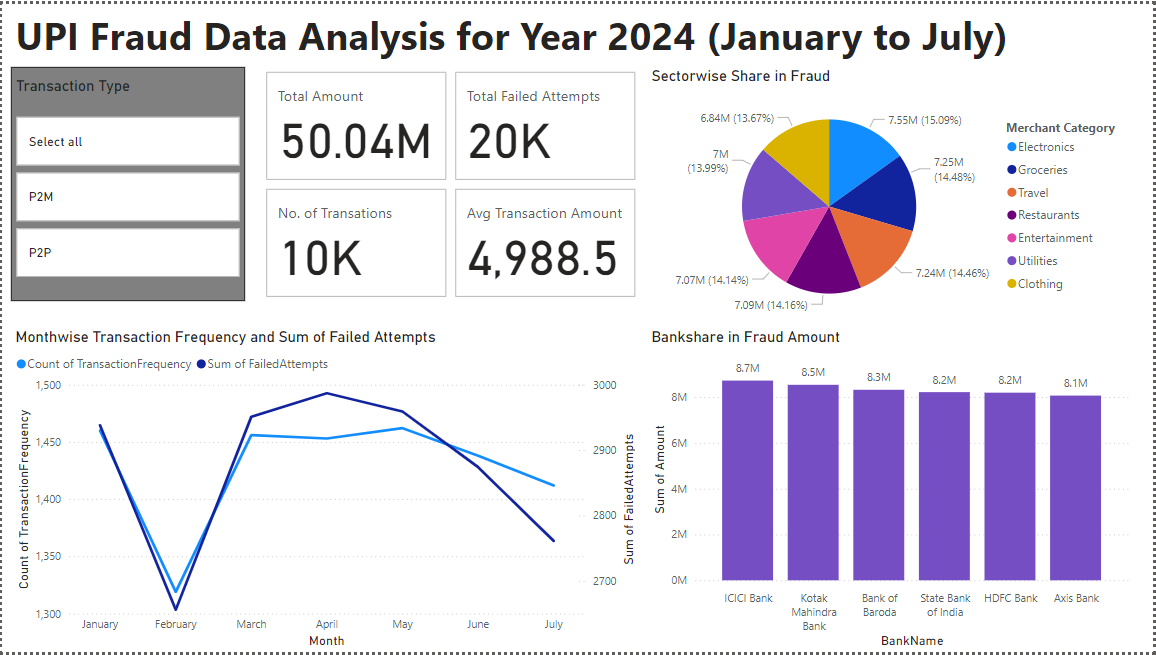 UPI Fraud Data Analysis for Year 2024 (January to July)
Transaction Type
Select all
P2M
P2P
Total Amount
50.04M
Total Failed Attempts
20K
No. of Transations
10K
Avg Transaction Amount
4,988.5
Sectorwise Share in Fraud
6.84M (13.67%)
7.55M (15.09%)
7M
(13.99%)
7.25M
(14.48%)
7.07M (14.14%)
7.24M (14.46%)
7.09M (14.16%)
Merchant Category
Electronics
Groceries
Travel
Restaurants
Entertainment
Utilities
Clothing
Monthwise Transaction Frequency and Sum of Failed Attempts
Count of TransactionFrequency Sum of FailedAttempts
Count of TransactionFrequency
1,500
1,450
1,400
1,350
1,300
3000
2900
2800
2700
Sum of FailedAttempts
January February March April May June July
Month
Bankshare in Fraud Amount
Sum of Amount
8M
6M
4M
2M
0M
8.7M 8.5M 8.3M 8.2M 8.2M 8.1M
ICICI Bank
Kotak
Mahindra
Bank
Bank of
Baroda
State Bank
of India
HDFC Bank
Axis Bank
BankName